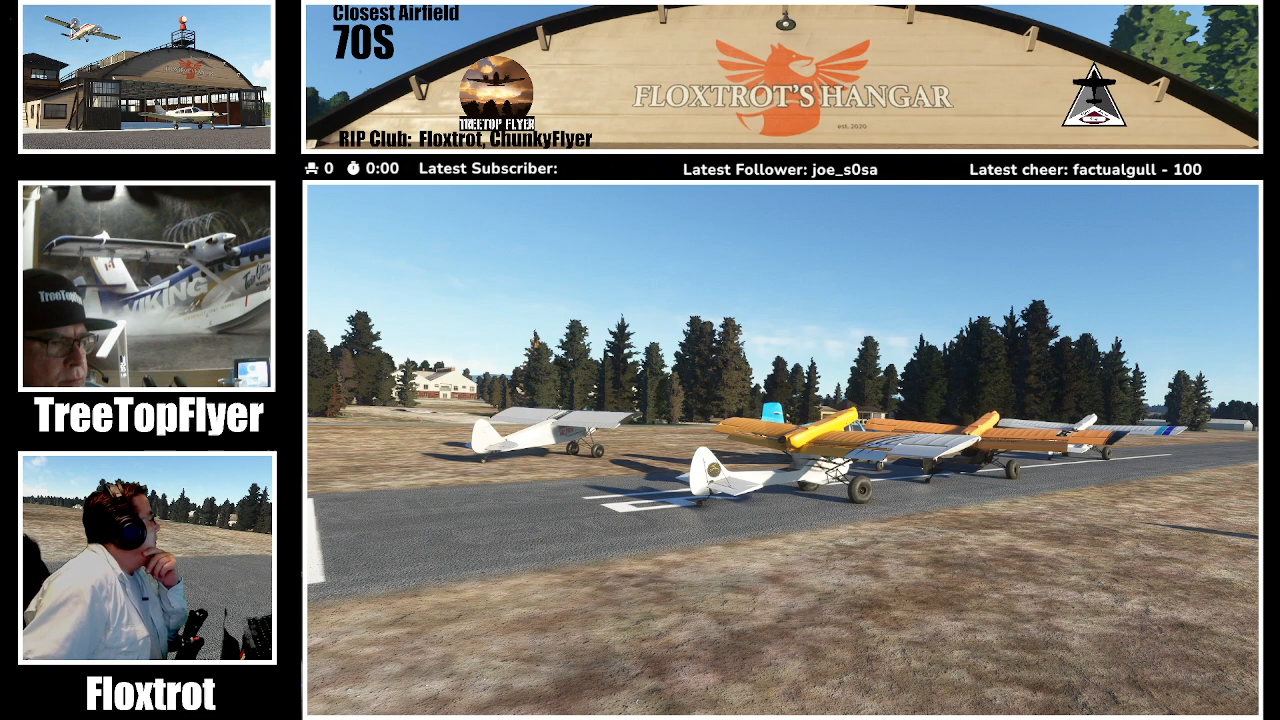 Closest Airfield
70S
FLOXTROT'S HANGAR
est. 2020
TREETOP FLYER
RIP Club: Floxtrot, ChunkyFlyer
0 0:00 Latest Subscriber: Latest Follower: joe_s0sa Latest cheer: factualgull - 100
VIKING
TreeTop
TreeTopFlyer
Floxtrot